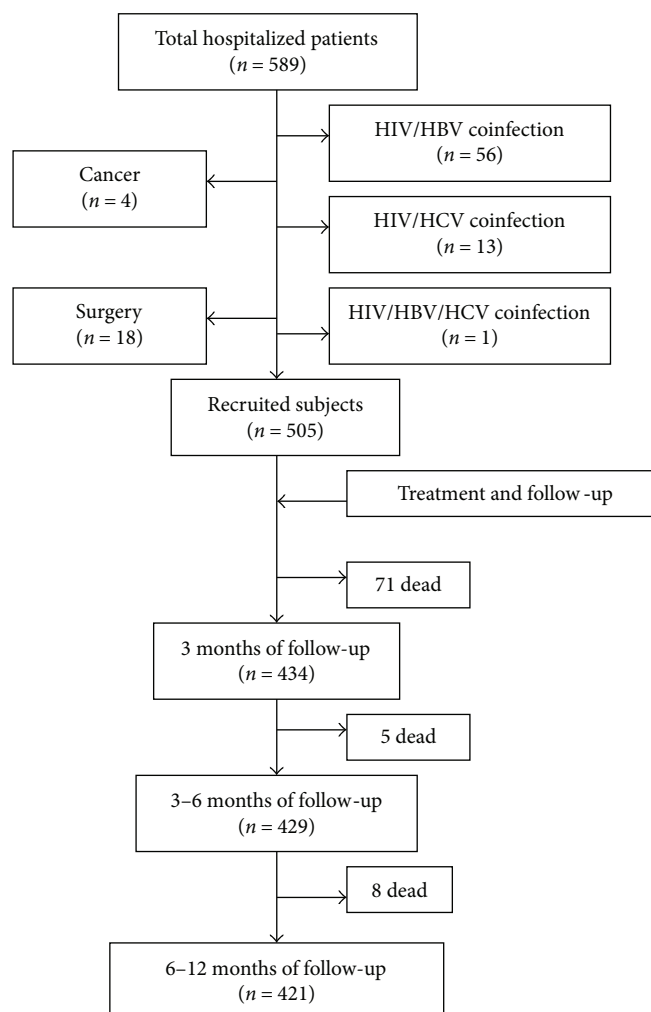 Total hospitalized patients
(n = 589)
HIV/HBV coinfection
(n = 56)
Cancer
(n = 4)
HIV/HCV coinfection
(n = 13)
Surgery
(n = 18)
HIV/HBV/HCV coinfection
(n = 1)
Recruited subjects
(n = 505)
Treatment and follow-up
71 dead
3 months of follow-up
(n = 434)
5 dead
3–6 months of follow-up
(n = 429)
8 dead
6–12 months of follow-up
(n = 421)